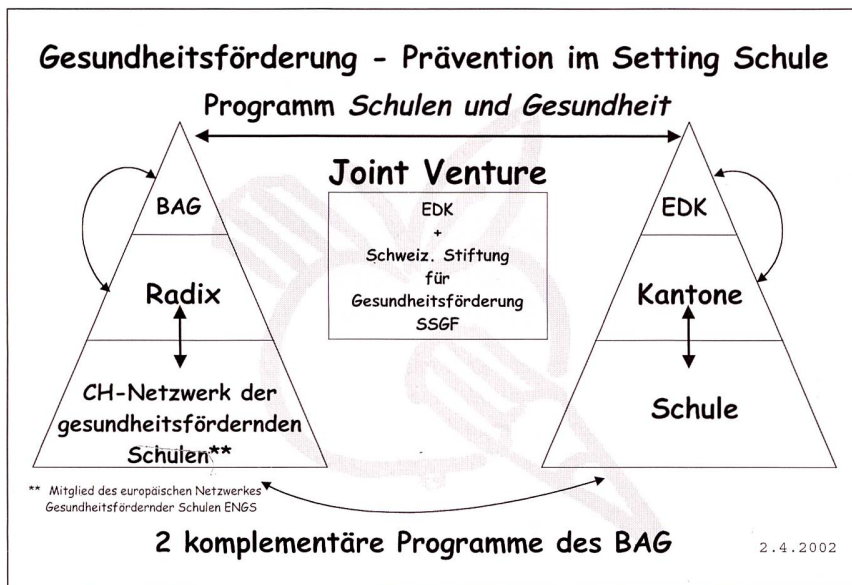 Gesundheitsförderung - Prävention im Setting Schule
Programm Schulen und Gesundheit
Joint Venture
BAG
Radix
CH-Netzwerk der
gesundheitsfördernden
Schulen**
EDK
+
Schweiz. Stiftung
für
Gesundheitsförderung
SSGF
EDK
Kantone
Schule
** Mitglied des europäischen Netzwerkes
Gesundheitsfördernder Schulen ENGS
2 komplementäre Programme des BAG
2.4.2002